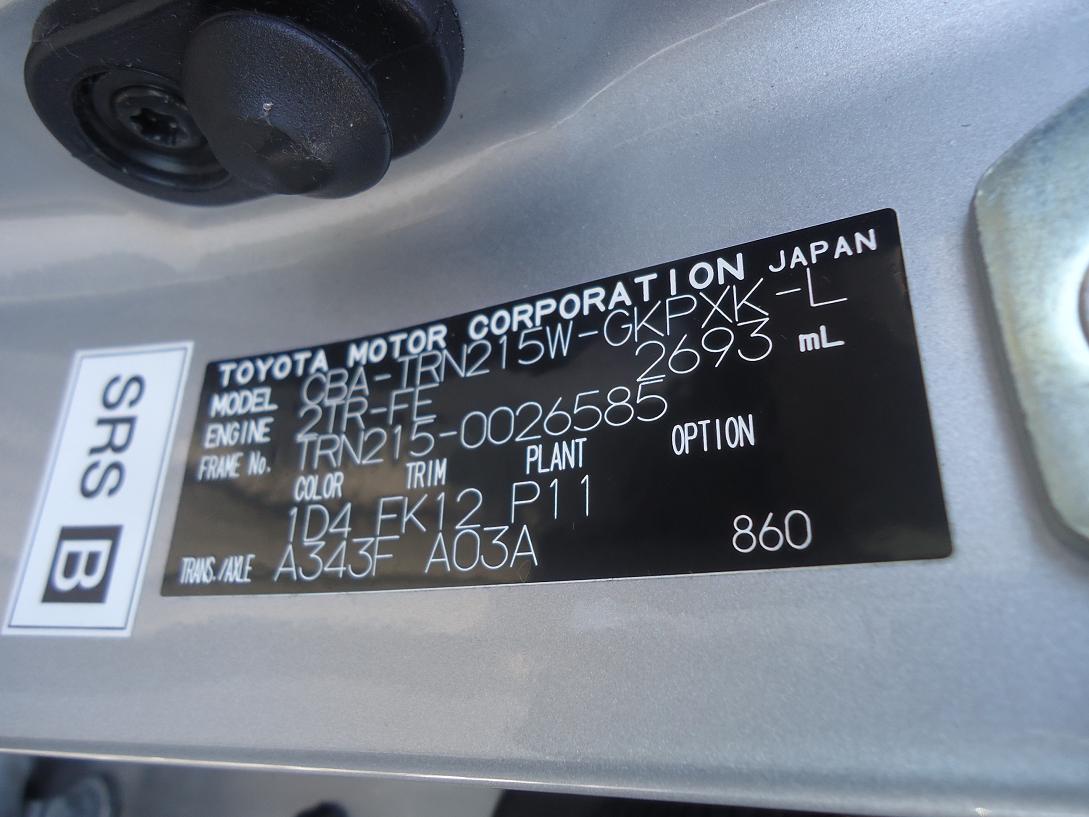 TOYOTA MOTOR CORPORATION JAPAN
MODEL CBA-TRN215W-GKPXK-L
ENGINE 2TR-FE 2693 mL
FRAME No. TRN215-0026585
COLOR TRIM PLANT OPTION
1D4 FK12 P11
TRANS./AXLE A343F A03A 860
SRS B